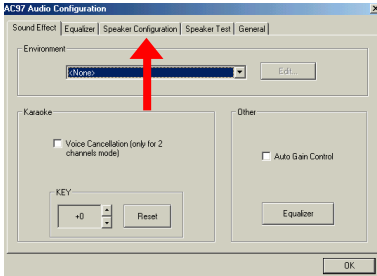 AC97 Audio Configuration
Sound Effect Equalizer Speaker Configuration Speaker Test General
Environment
<None> Edit...
Karaoke
Voice Cancellation (only for 2
channels mode)
KEY
+0 Reset
Other
Auto Gain Control
Equalizer
OK